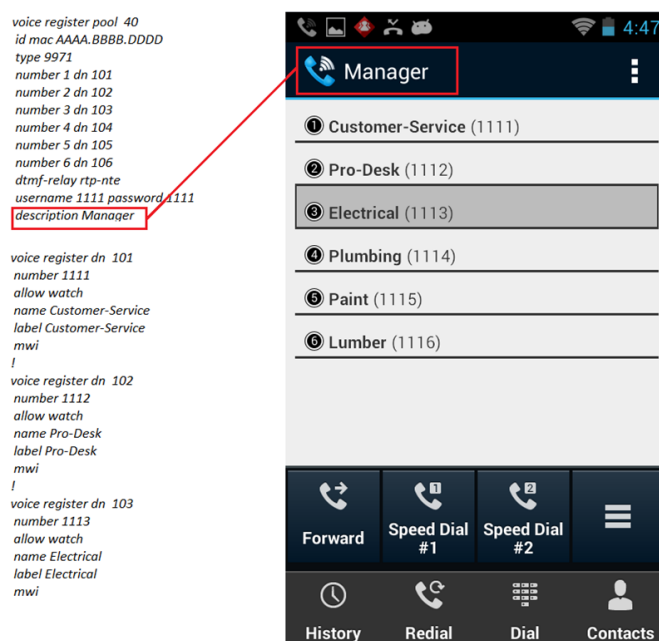 voice register pool 40
id mac AAAA.BBBB.DDDD
type 9971
number 1 dn 101
number 2 dn 102
number 3 dn 103
number 4 dn 104
number 5 dn 105
number 6 dn 106
dtmf-relay rtp-nte
username 1111 password 1111
description Manager
voice register dn 101
number 1111
allow watch
name Customer-Service
label Customer-Service
mwi
!
voice register dn 102
number 1112
allow watch
name Pro-Desk
label Pro-Desk
mwi
!
voice register dn 103
number 1113
allow watch
name Electrical
label Electrical
mwi
4:47
Manager
1 Customer-Service (1111)
2 Pro-Desk (1112)
3 Electrical (1113)
4 Plumbing (1114)
5 Paint (1115)
6 Lumber (1116)
1 2
Forward Speed Dial Speed Dial
#1 #2
History Redial Dial Contacts